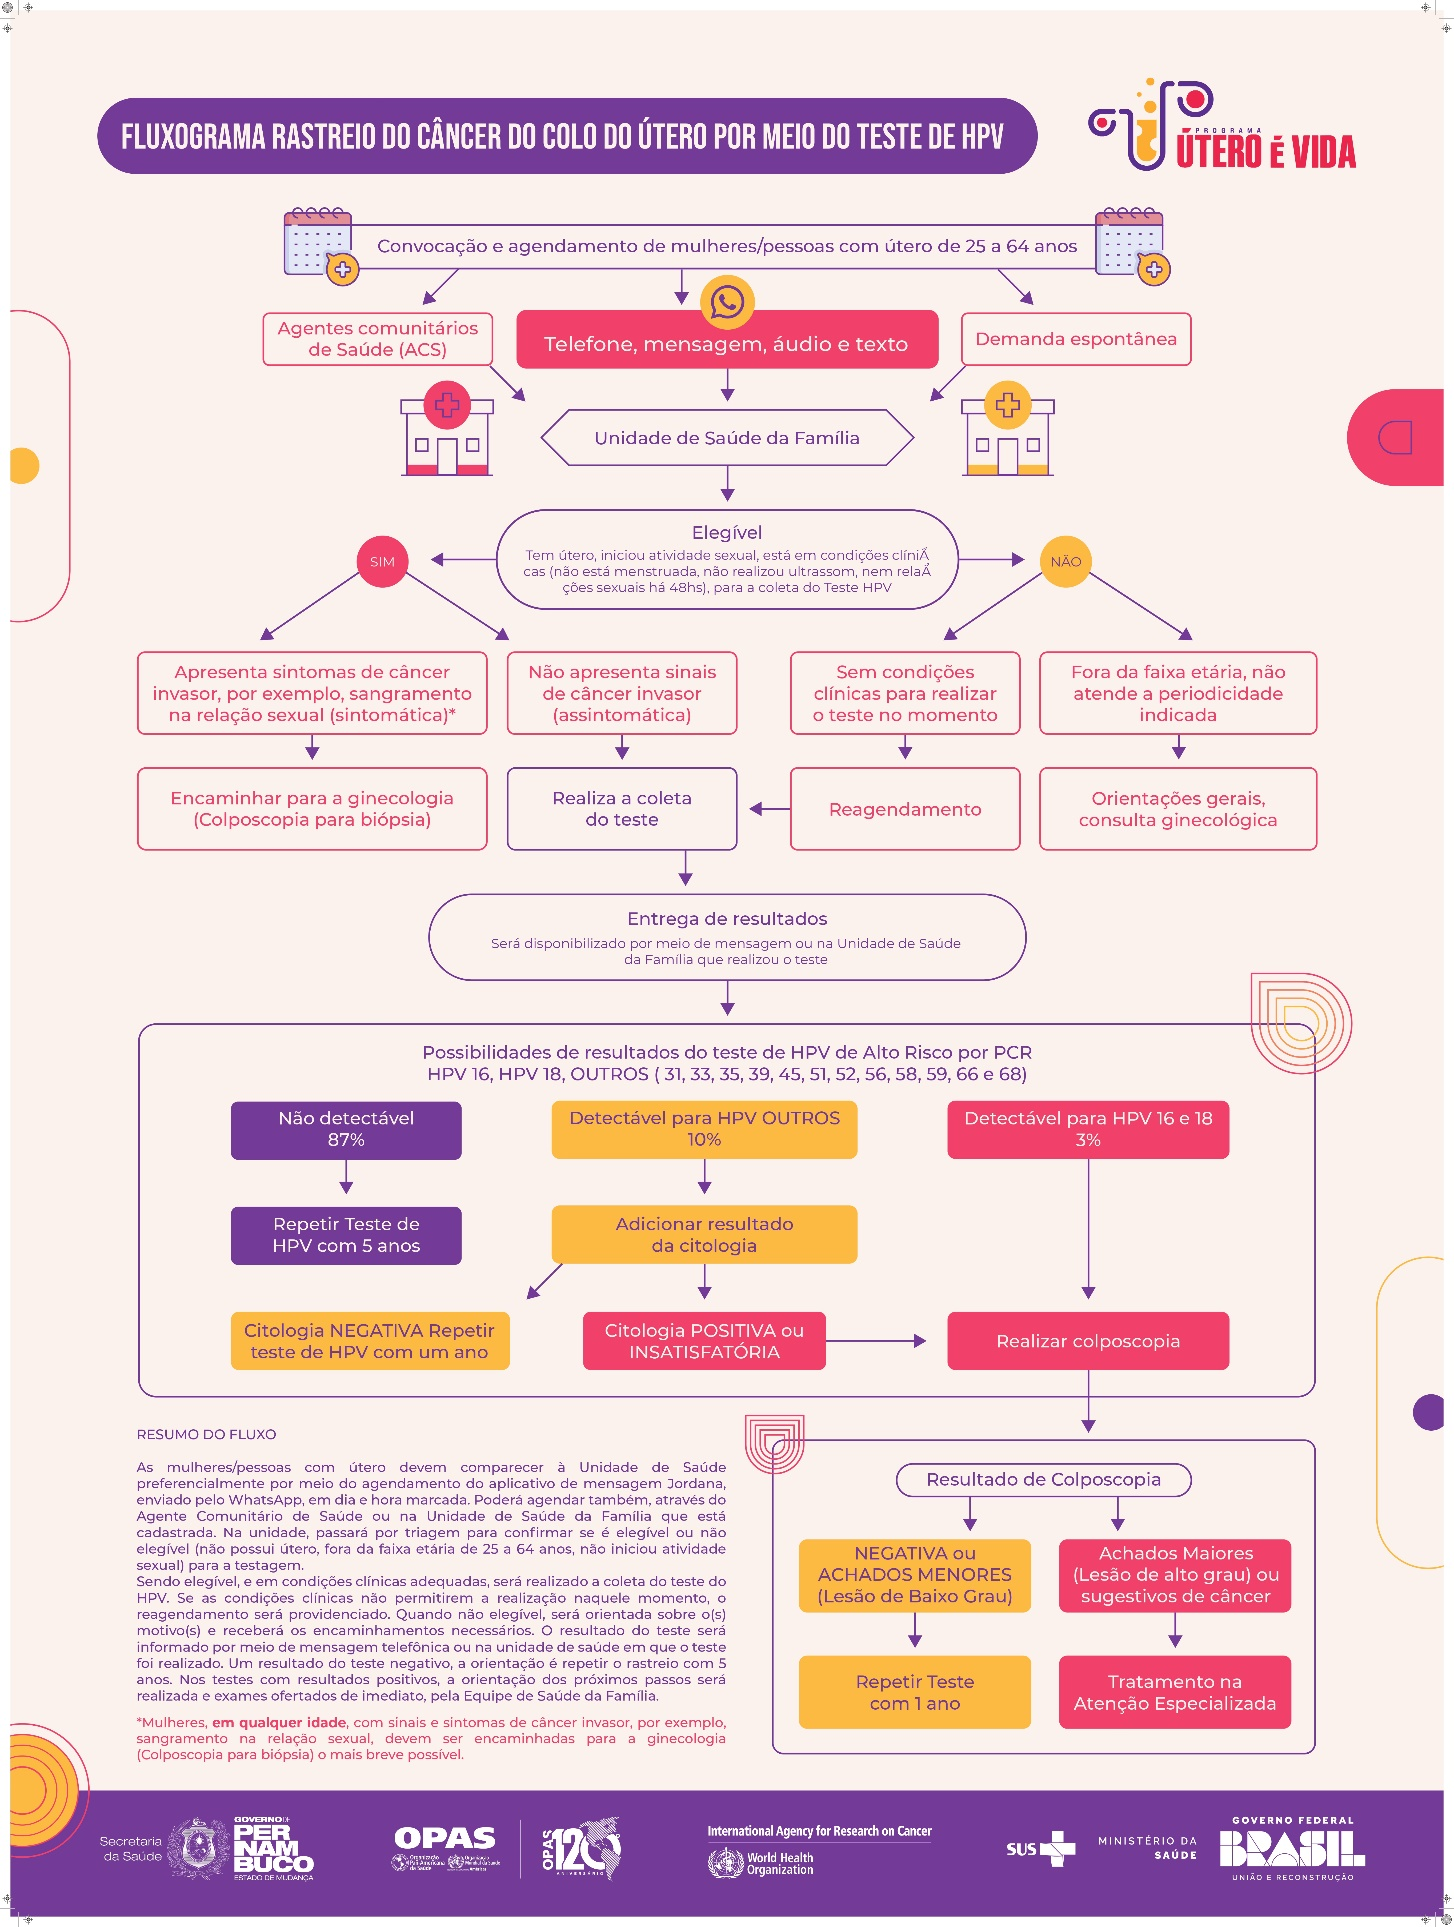 FLUXOGRAMA RASTREIO DO CÂNCER DO COLO DO ÚTERO POR MEIO DO TESTE DE HPV
PROGRAMA
ÚTERO É VIDA
Convocação e agendamento de mulheres/pessoas com útero de 25 a 64 anos
Agentes comunitários
de Saúde (ACS)
Telefone, mensagem, áudio e texto
Demanda espontânea
Unidade de Saúde da Família
Elegível
Tem útero, iniciou atividade sexual, está em condições clíniÃ
cas (não está menstruada, não realizou ultrassom, nem relaÃ
ções sexuais há 48hs), para a coleta do Teste HPV
SIM
NÃO
Apresenta sintomas de câncer
invasor, por exemplo, sangramento
na relação sexual (sintomática)*
Não apresenta sinais
de câncer invasor
(assintomática)
Sem condições
clínicas para realizar
o teste no momento
Fora da faixa etária, não
atende a periodicidade
indicada
Encaminhar para a ginecologia
(Colposcopia para biópsia)
Realiza a coleta
do teste
Reagendamento
Orientações gerais,
consulta ginecológica
Entrega de resultados
Será disponibilizado por meio de mensagem ou na Unidade de Saúde
da Família que realizou o teste
Possibilidades de resultados do teste de HPV de Alto Risco por PCR
HPV 16, HPV 18, OUTROS ( 31, 33, 35, 39, 45, 51, 52, 56, 58, 59, 66 e 68)
Não detectável
87%
Detectável para HPV OUTROS
10%
Detectável para HPV 16 e 18
3%
Repetir Teste de
HPV com 5 anos
Adicionar resultado
da citologia
Citologia NEGATIVA Repetir
teste de HPV com um ano
Citologia POSITIVA ou
INSATISFATÓRIA
Realizar colposcopia
RESUMO DO FLUXO
As mulheres/pessoas com útero devem comparecer à Unidade de Saúde
preferencialmente por meio do agendamento do aplicativo de mensagem Jordana,
enviado pelo WhatsApp, em dia e hora marcada. Poderá agendar também, através do
Agente Comunitário de Saúde ou na Unidade de Saúde da Família que está
cadastrada. Na unidade, passará por triagem para confirmar se é elegível ou não
elegível (não possui útero, fora da faixa etária de 25 a 64 anos, não iniciou atividade
sexual) para a testagem.
Sendo elegível, e em condições clínicas adequadas, será realizado a coleta do teste do
HPV. Se as condições clínicas não permitirem a realização naquele momento, o
reagendamento será providenciado. Quando não elegível, será orientada sobre o(s)
motivo(s) e receberá os encaminhamentos necessários. O resultado do teste será
informado por meio de mensagem telefônica ou na unidade de saúde em que o teste
foi realizado. Um resultado do teste negativo, a orientação é repetir o rastreio com 5
anos. Nos testes com resultados positivos, a orientação dos próximos passos será
realizada e exames ofertados de imediato, pela Equipe de Saúde da Família.
*Mulheres, em qualquer idade, com sinais e sintomas de câncer invasor, por exemplo,
sangramento na relação sexual, devem ser encaminhadas para a ginecologia
(Colposcopia para biópsia) o mais breve possível.
Resultado de Colposcopia
NEGATIVA ou
ACHADOS MENORES
(Lesão de Baixo Grau)
Achados Maiores
(Lesão de alto grau) ou
sugestivos de câncer
Repetir Teste
com 1 ano
Tratamento na
Atenção Especializada
Secretaria
da Saúde
GOVERNO DE
PER
NAM
BUCO
ESTADO DE MUDANÇA
OPAS
Organização
Pan-Americana
da Saúde
Organização
Mundial da Saúde
OPAS
120
ANIVERSÁRIO
International Agency for Research on Cancer
World Health
Organization
SUS
MINISTÉRIO DA
SAÚDE
GOVERNO FEDERAL
BRASIL
UNIÃO E RECONSTRUÇÃO